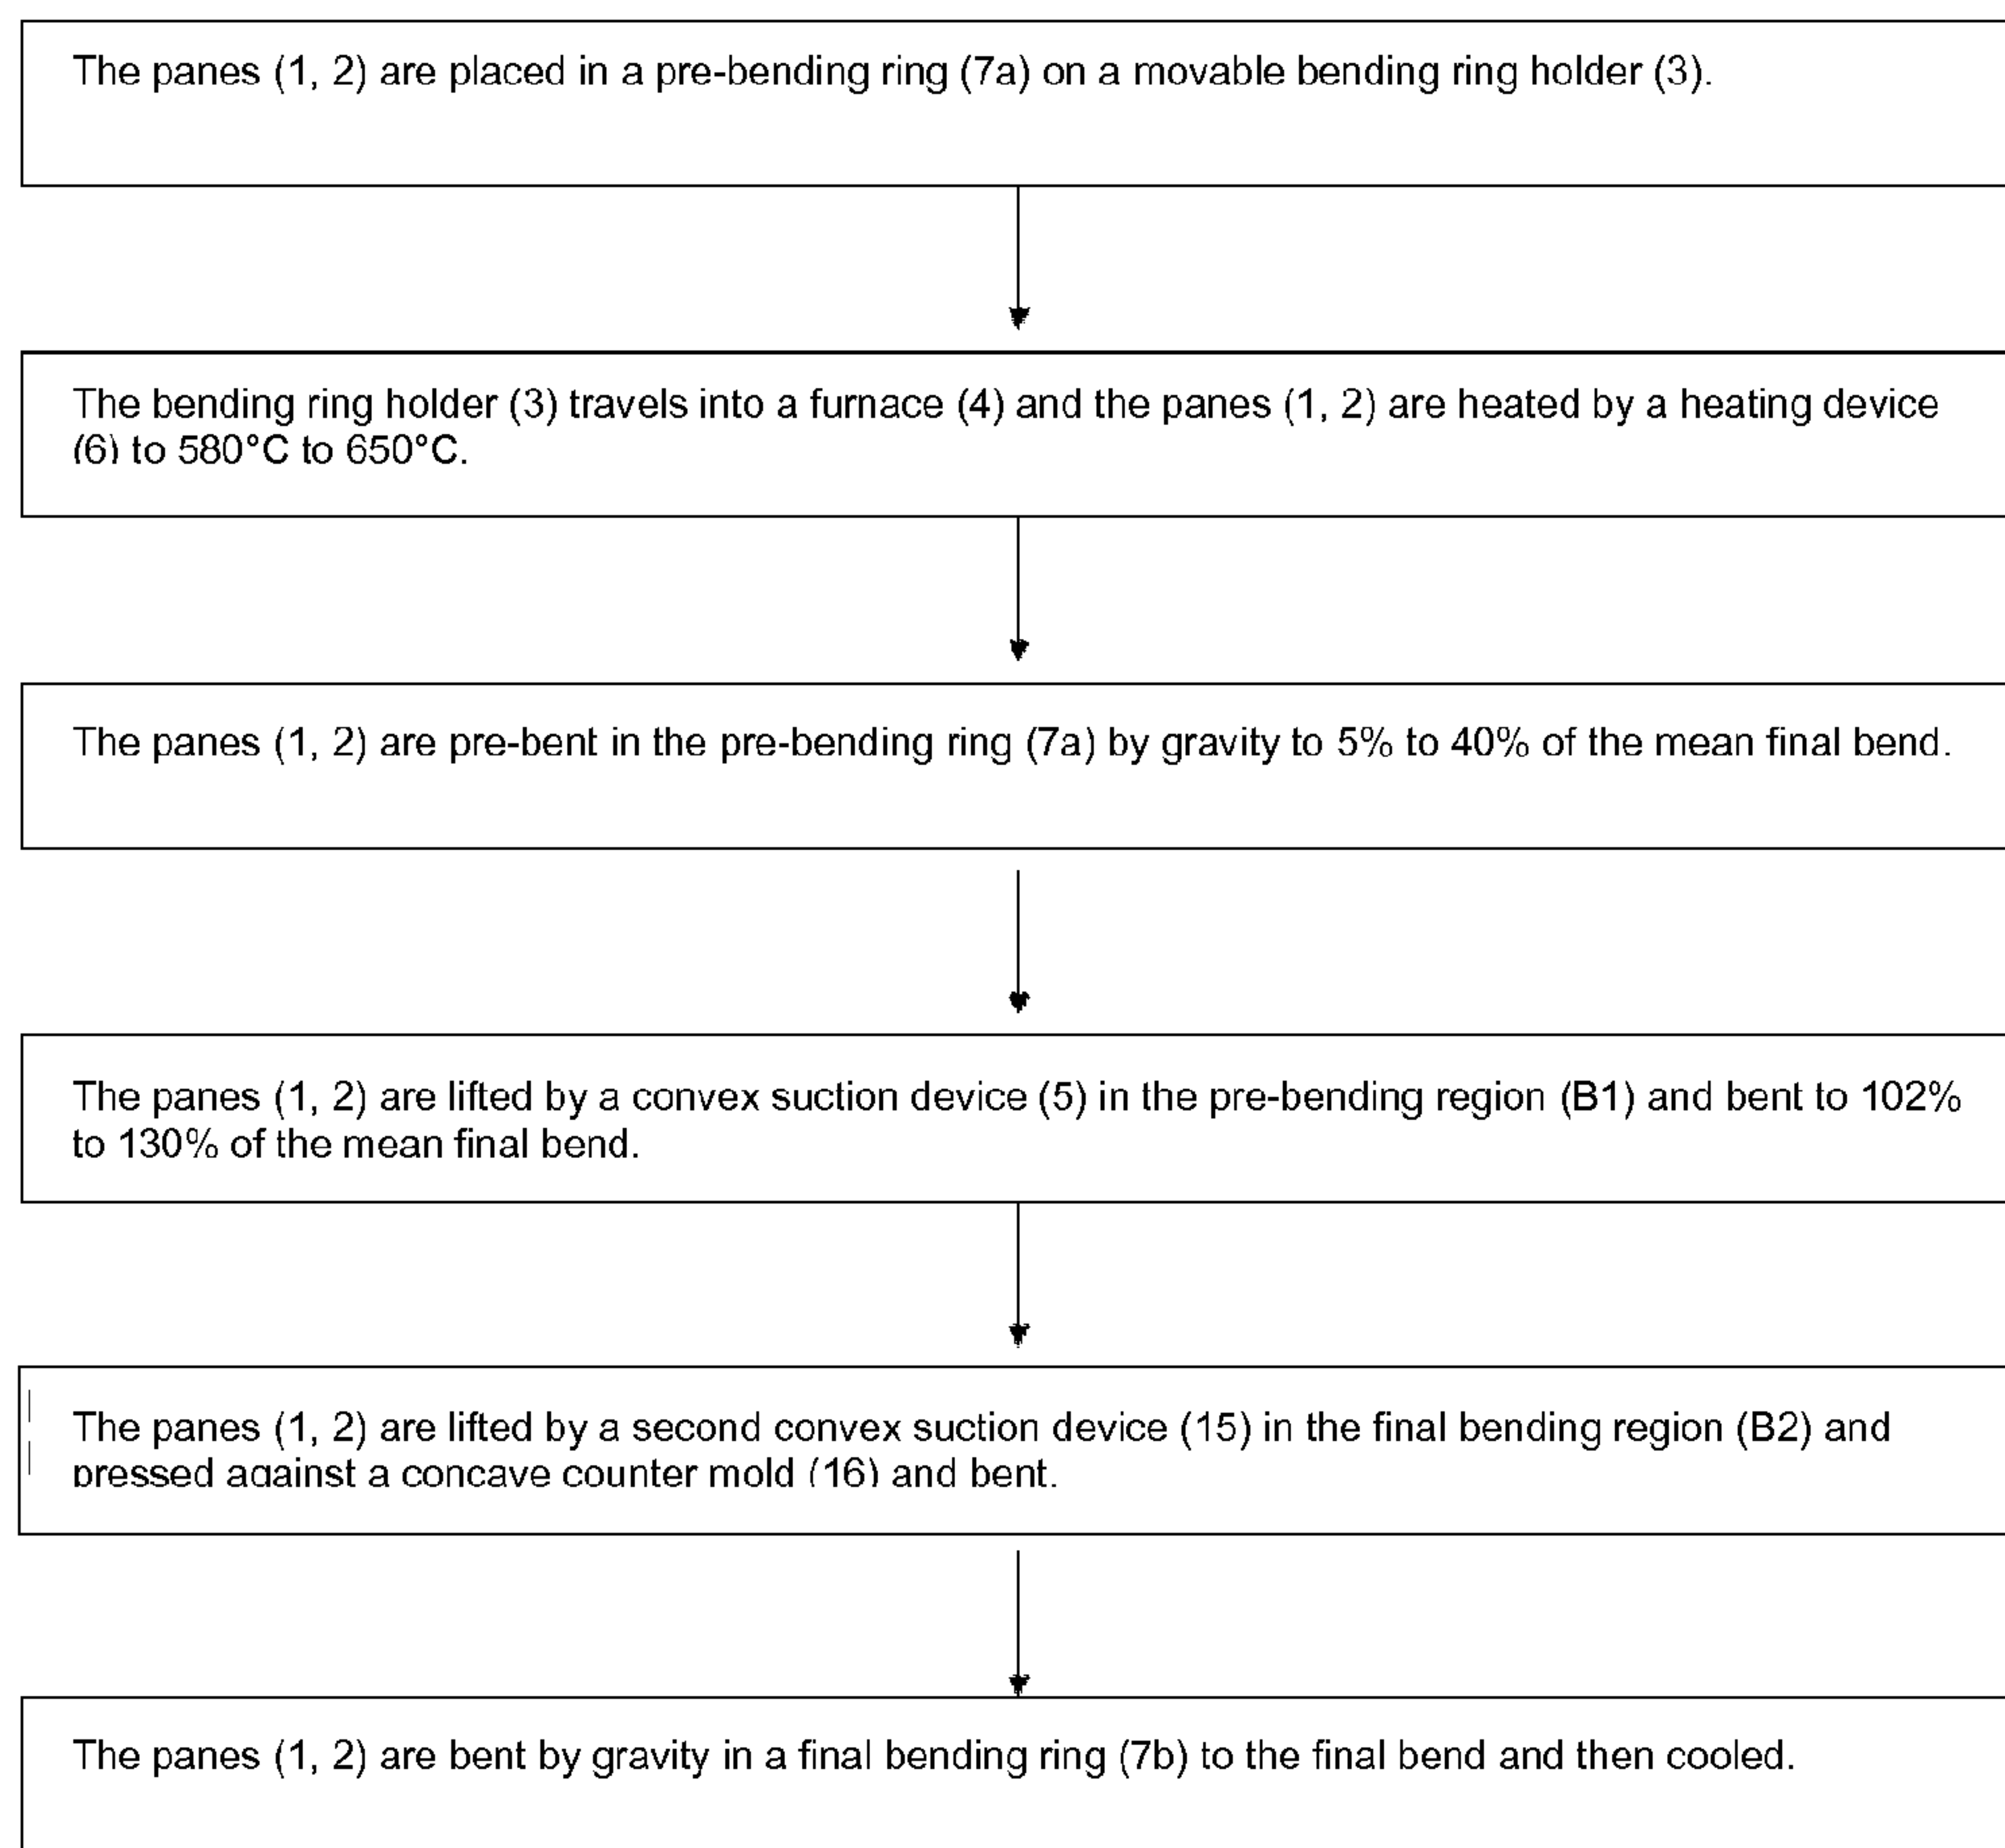 The panes (1, 2) are placed in a pre-bending ring (7a) on a movable bending ring holder (3).
The bending ring holder (3) travels into a furnace (4) and the panes (1, 2) are heated by a heating device
(6) to 580°C to 650°C.
The panes (1, 2) are pre-bent in the pre-bending ring (7a) by gravity to 5% to 40% of the mean final bend.
The panes (1, 2) are lifted by a convex suction device (5) in the pre-bending region (B1) and bent to 102%
to 130% of the mean final bend.
The panes (1, 2) are lifted by a second convex suction device (15) in the final bending region (B2) and
pressed against a concave counter mold (16) and bent.
The panes (1, 2) are bent by gravity in a final bending ring (7b) to the final bend and then cooled.